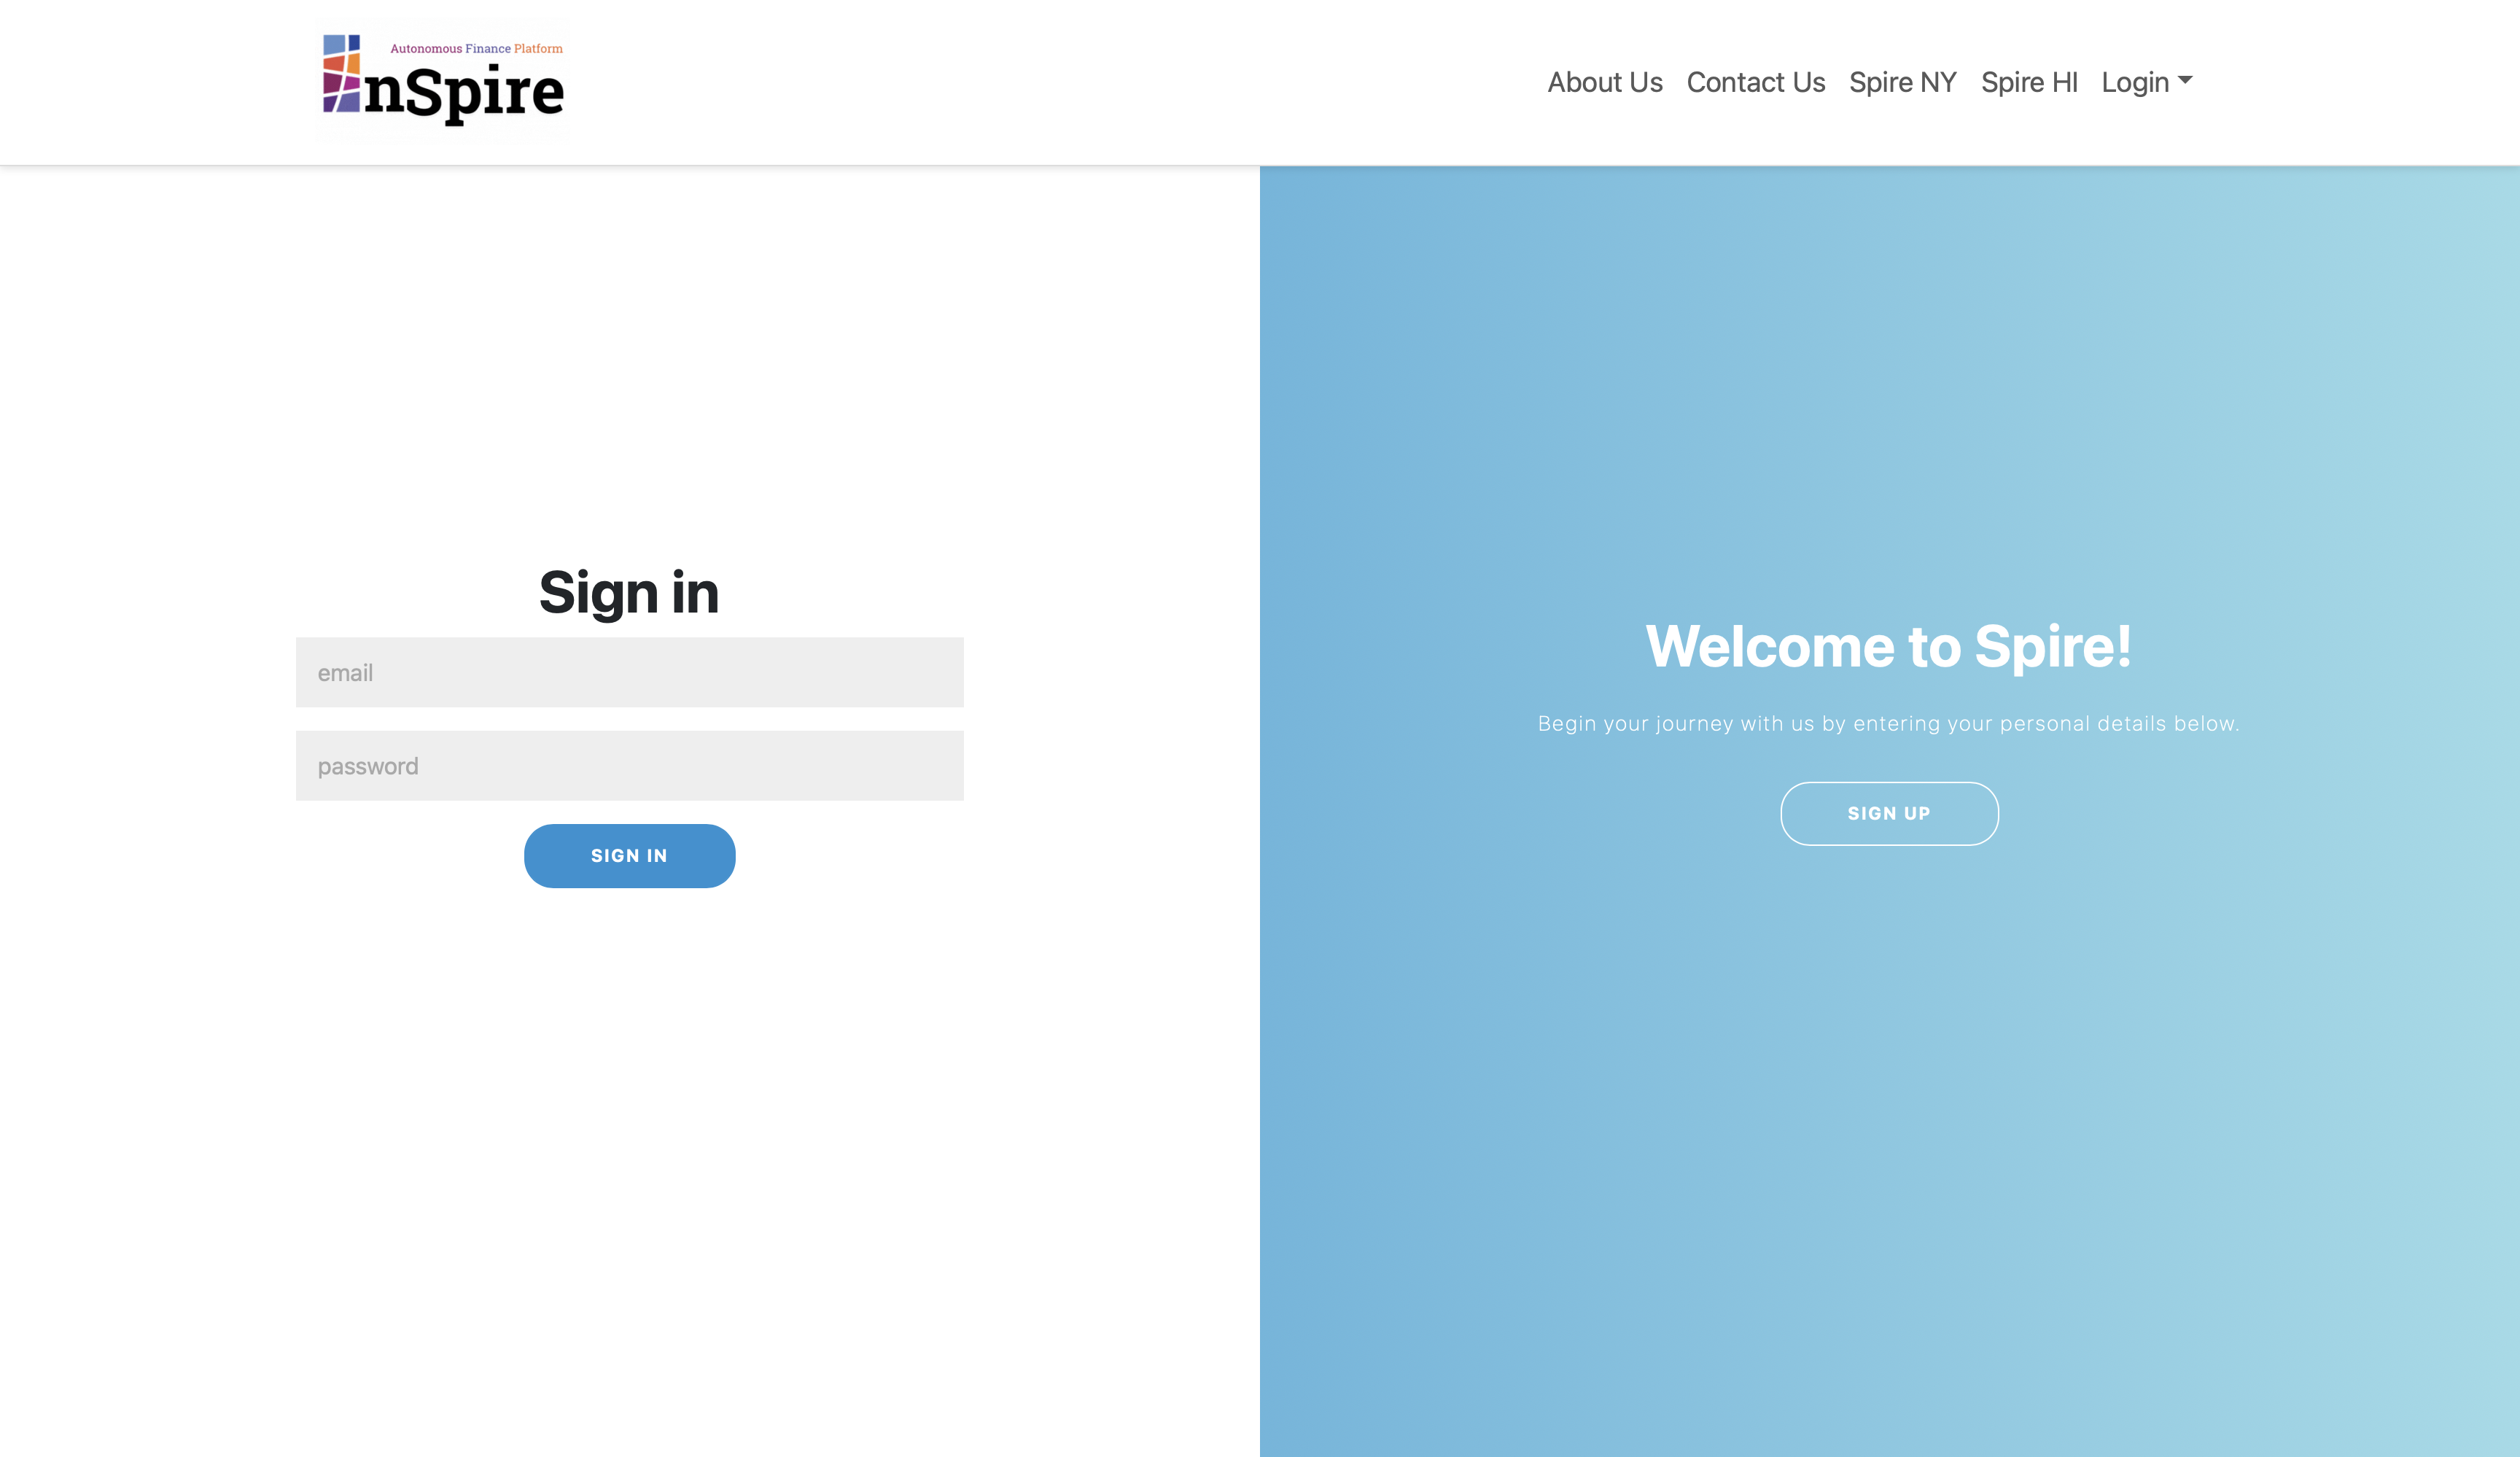 Autonomous Finance Platform
nSpire
About Us Contact Us Spire NY Spire HI Login
Sign in
email
password
SIGN IN
Welcome to Spire!
Begin your journey with us by entering your personal details below.
SIGN UP